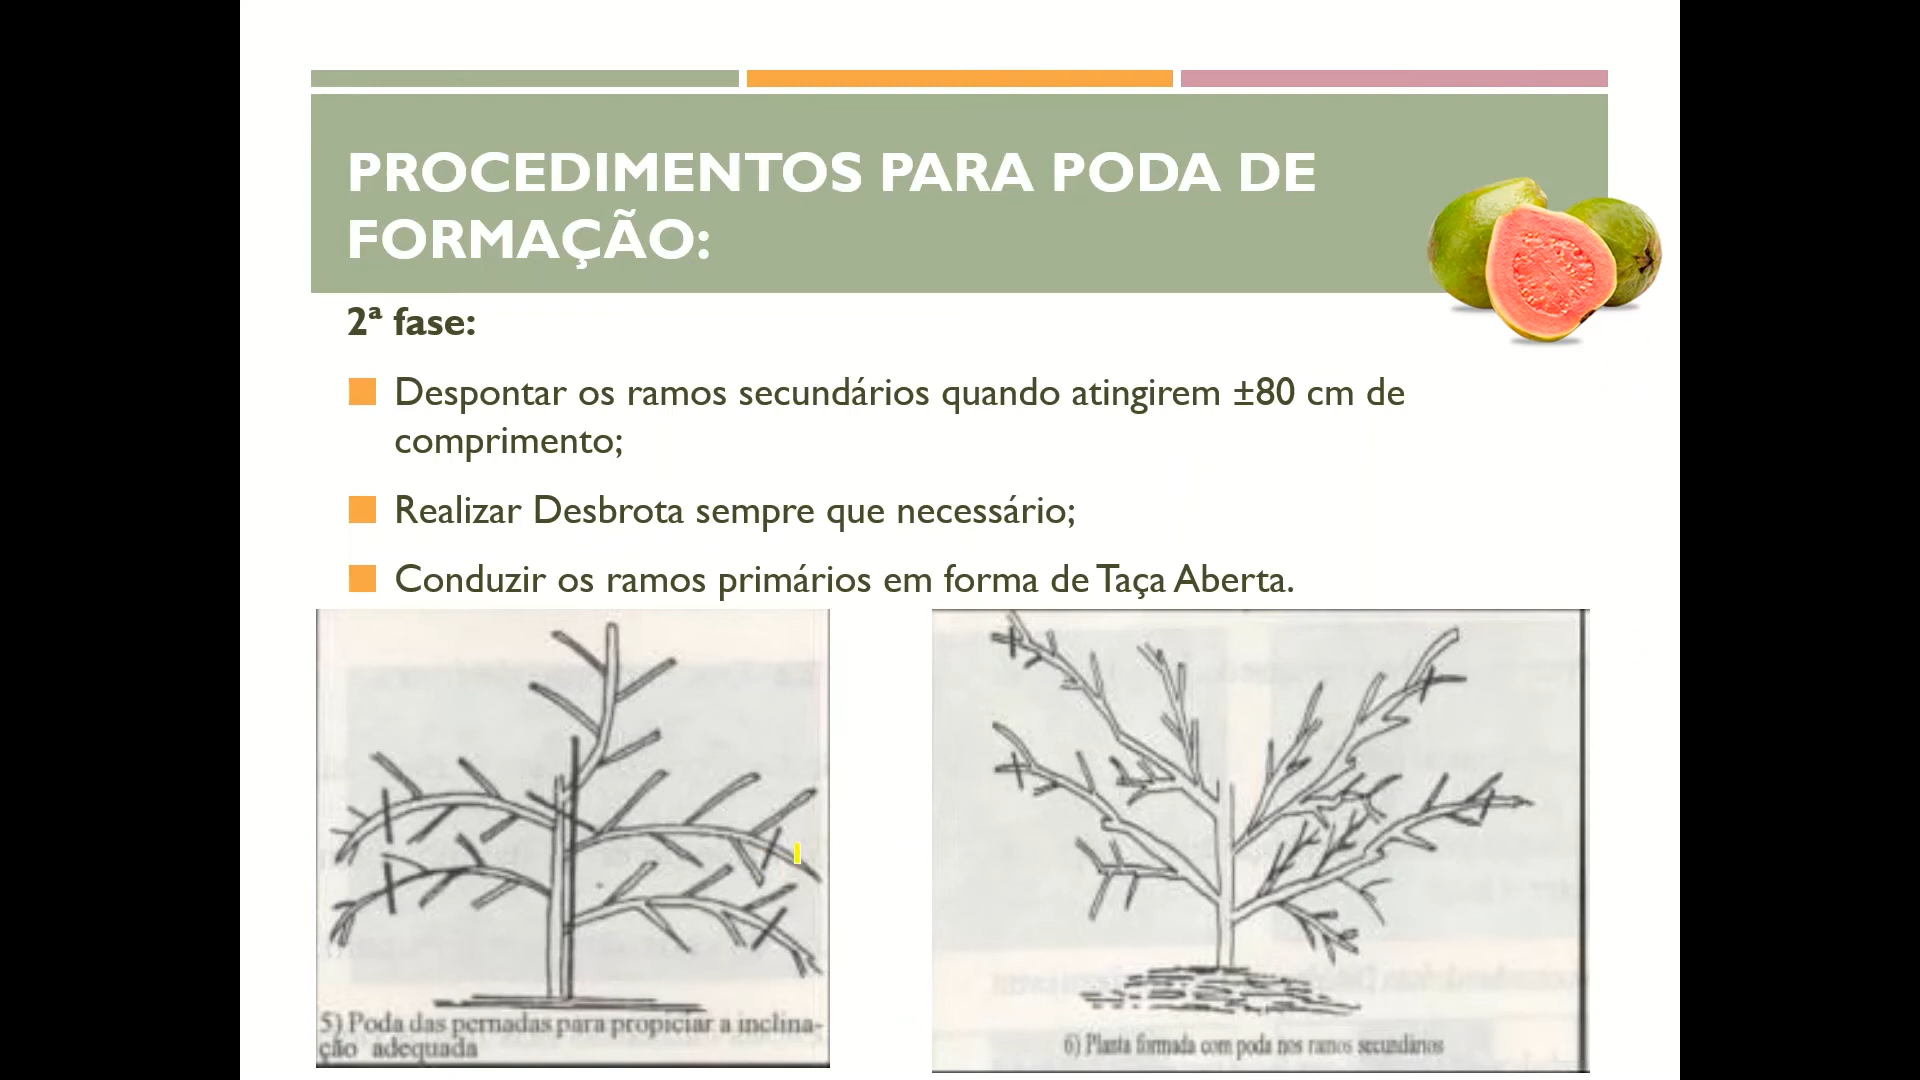 PROCEDIMENTOS PARA PODA DE
FORMAÇÃO:
2ª fase:
Despontar os ramos secundários quando atingirem ±80 cm de
comprimento;
Realizar Desbrota sempre que necessário;
Conduzir os ramos primários em forma de Taça Aberta.
5) Poda das pernadas para propiciar a inclina-
ção adequada
6) Planta formada com poda nos ramos secundários